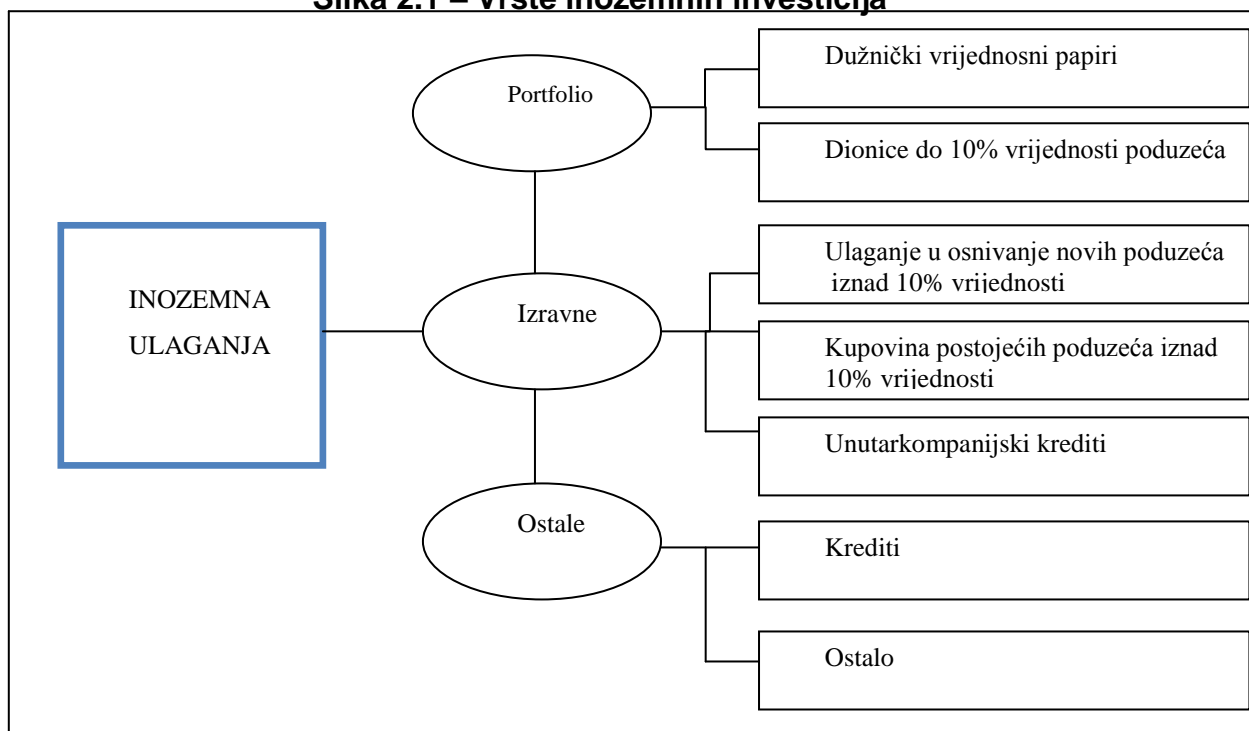 Slika 2.1 – Vrste inozemnih investicija
Portfolio
Dužnički vrijednosni papiri
Dionice do 10% vrijednosti poduzeća
INOZEMNA
ULAGANJA
Izravne
Ulaganje u osnivanje novih poduzeća
iznad 10% vrijednosti
Kupovina postojećih poduzeća iznad
10% vrijednosti
Unutarkompanijski krediti
Ostale
Krediti
Ostalo